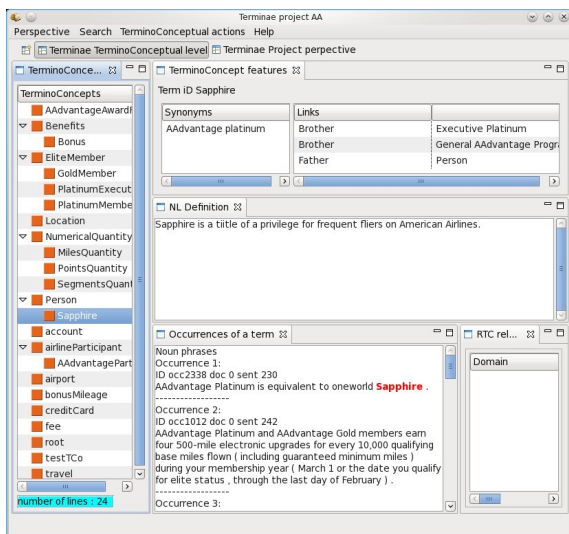 Terminae project AA
Perspective Search TerminoConceptual actions Help
Terminae TerminoConceptual level Terminae Project perpective
TerminoConce...
TerminoConcepts
AAdvantageAwardF
Benefits
Bonus
EliteMember
GoldMember
PlatinumExecut
PlatinumMembe
Location
NumericalQuantity
MilesQuantity
PointsQuantity
SegmentsQuant
Person
Sapphire
account
airlineParticipant
AAdvantagePart
airport
bonusMileage
creditCard
fee
root
testTCo
travel
number of lines : 24
TerminoConcept features
Term iD Sapphire
Synonyms Links
AAdvantage platinum Brother Executive Platinum
Brother General AAdvantage Progra
Father Person
NL Definition
Sapphire is a tiitle of a privilege for frequent fliers on American Airlines.
Occurrences of a term
Noun phrases
Occurrence 1:
ID occ2338 doc 0 sent 230
AAdvantage Platinum is equivalent to oneworld Sapphire .
------------------
Occurrence 2:
ID occ1012 doc 0 sent 242
AAdvantage Platinum and AAdvantage Gold members earn
four 500-mile electronic upgrades for every 10,000 qualifying
base miles flown ( including guaranteed minimum miles )
during your membership year ( March 1 or the date you qualify
for elite status , through the last day of February ) .
------------------
Occurrence 3:
RTC rel...
Domain